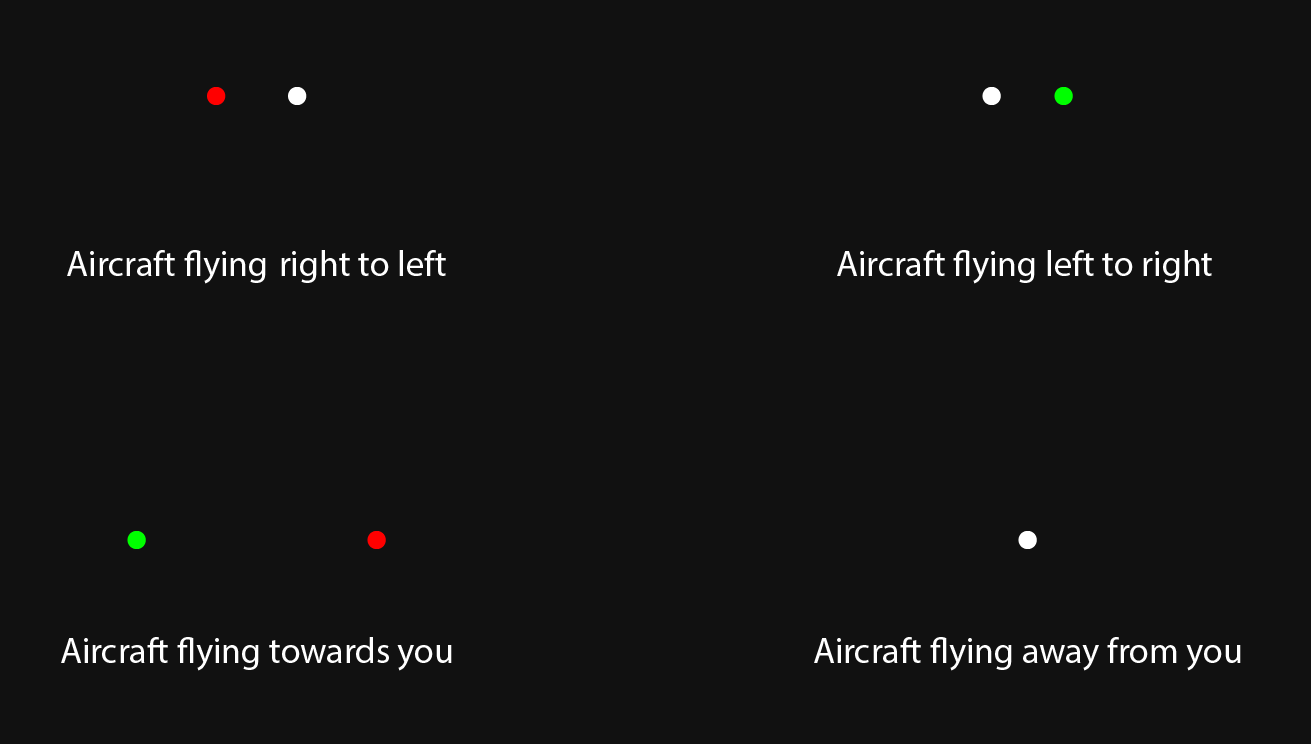 Aircraft flying right to left
Aircraft flying left to right
Aircraft flying towards you
Aircraft flying away from you